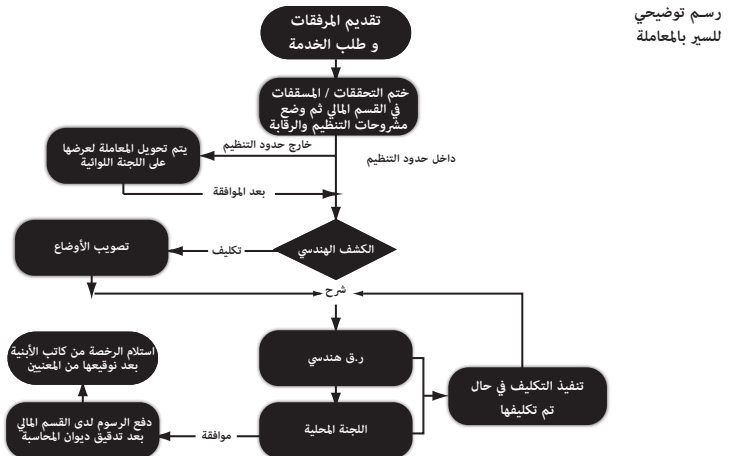 رسم توضيحي
للسير بالمعاملة
تقديم المرفقات
و طلب الخدمة
ختم التحققات / المسقفات
في القسم المالي ثم وضع
مشروحات التنظيم والرقابة
خارج حدود التنظيم
داخل حدود التنظيم
يتم تحويل المعاملة لعرضها
على اللجنة اللوائية
بعد الموافقة
الكشف الهندسي
تكليف
تصويب الأوضاع
شرح
ر.ق هندسي
تنفيذ التكليف في حال
تم تكليفها
اللجنة المحلية
موافقة
دفع الرسوم لدى القسم المالي
بعد تدقيق ديوان المحاسبة
استلام الرخصة من كاتب الأبنية
بعد نوقيعها من المعنيين